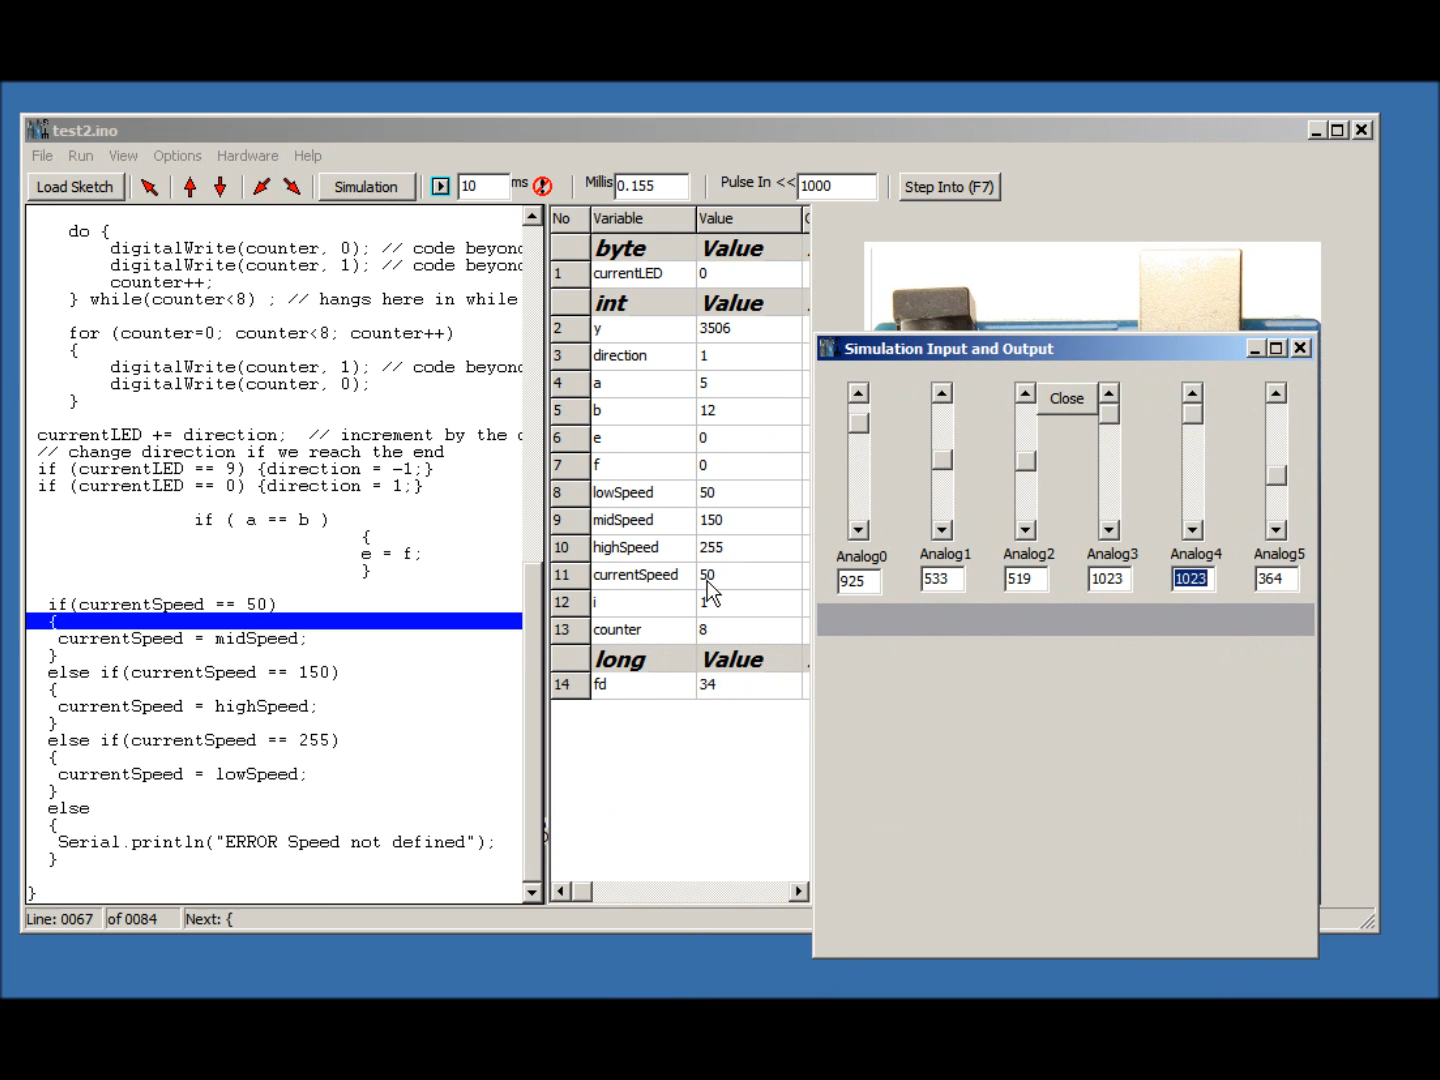 test2.ino
File Run View Options Hardware Help
Load Sketch Simulation 10 ms Millis 0.155 Pulse In << 1000 Step Into (F7)
do {
digitalWrite(counter, 0); // code beyond
digitalWrite(counter, 1); // code beyond
counter++;
} while(counter<8) ; // hangs here in while
for (counter=0; counter<8; counter++)
{
digitalWrite(counter, 1); // code beyond
digitalWrite(counter, 0);
}
currentLED += direction; // increment by the
// change direction if we reach the end
if (currentLED == 9) {direction = -1;}
if (currentLED == 0) {direction = 1;}
if ( a == b )
{
e = f;
}
if(currentSpeed == 50)
{
currentSpeed = midSpeed;
}
else if(currentSpeed == 150)
{
currentSpeed = highSpeed;
}
else if(currentSpeed == 255)
{
currentSpeed = lowSpeed;
}
else
{
Serial.println("ERROR Speed not defined");
}
}
No Variable Value
byte Value
1 currentLED 0
int Value
2 y 3506
3 direction 1
4 a 5
5 b 12
6 e 0
7 f 0
8 lowSpeed 50
9 midSpeed 150
10 highSpeed 255
11 currentSpeed 50
12 i
13 counter 8
long Value
14 fd 34
Simulation Input and Output
Close
Analog0 Analog1 Analog2 Analog3 Analog4 Analog5
925 533 519 1023 1023 364
Line: 0067 of 0084 Next: {